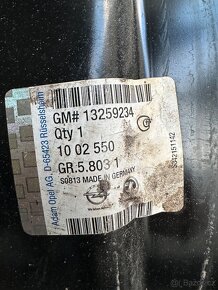 Adam Opel AG, D-65423 Rüsselsheim
GM# 13259234
Qty 1
10 02 550
GR.5.803 1
S0813 MADE IN GERMANY
S32151142